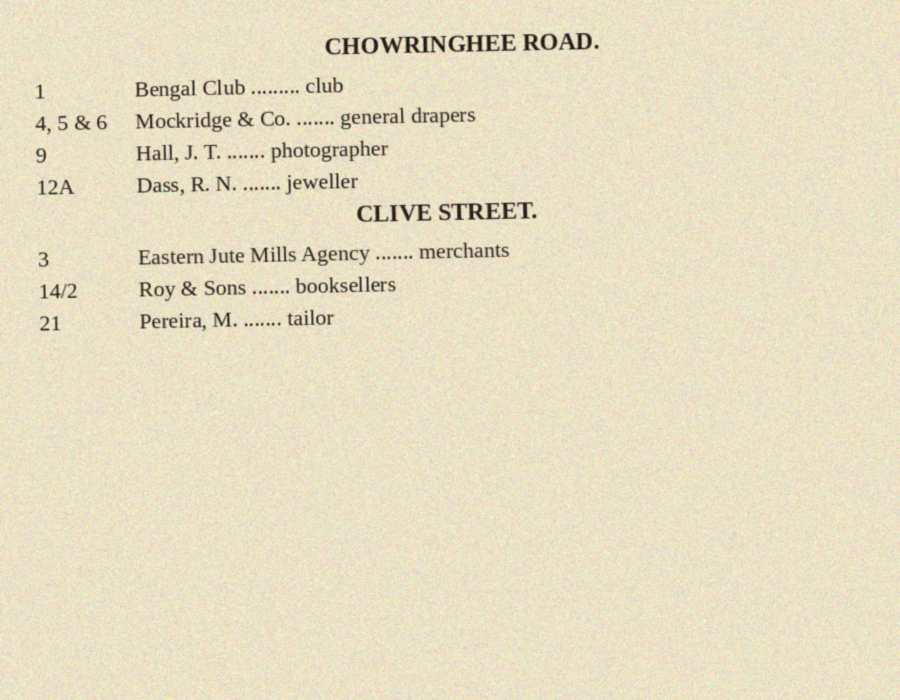 CHOWRINGHEE ROAD.
1 Bengal Club ......... club
4, 5 & 6 Mockridge & Co. ....... general drapers
9 Hall, J. T. ....... photographer
12A Dass, R. N. ....... jeweller
CLIVE STREET.
3 Eastern Jute Mills Agency ....... merchants
14/2 Roy & Sons ....... booksellers
21 Pereira, M. ....... tailor